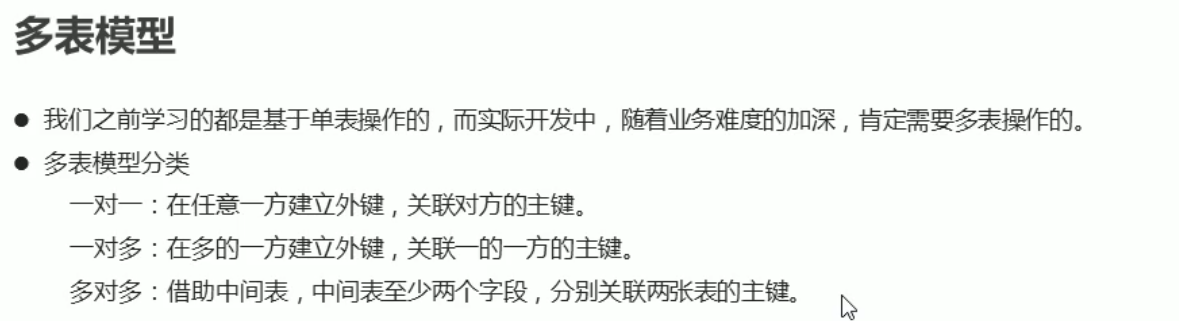 多表模型
● 我们之前学习的都是基于单表操作的，而实际开发中，随着业务难度的加深，肯定需要多表操作的。
● 多表模型分类
一对一：在任意一方建立外键，关联对方的主键。
一对多：在多的一方建立外键，关联一的一方的主键。
多对多：借助中间表，中间表至少两个字段，分别关联两张表的主键。